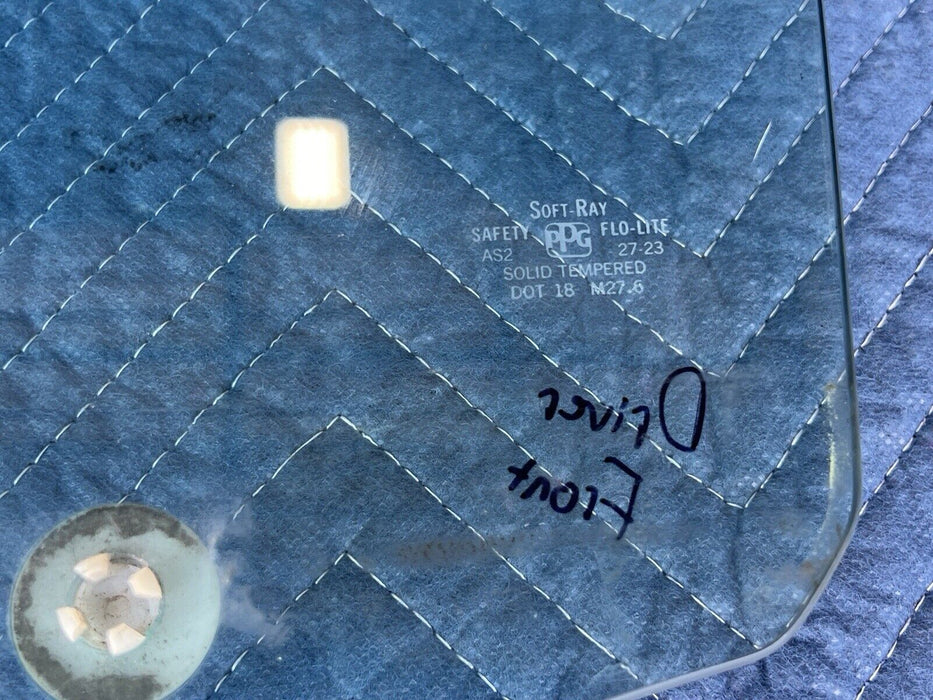 SOFT-RAY
SAFETY PPG FLO-LITE
AS2 27-23
SOLID TEMPERED
DOT 18 M27.6
Driver
Front